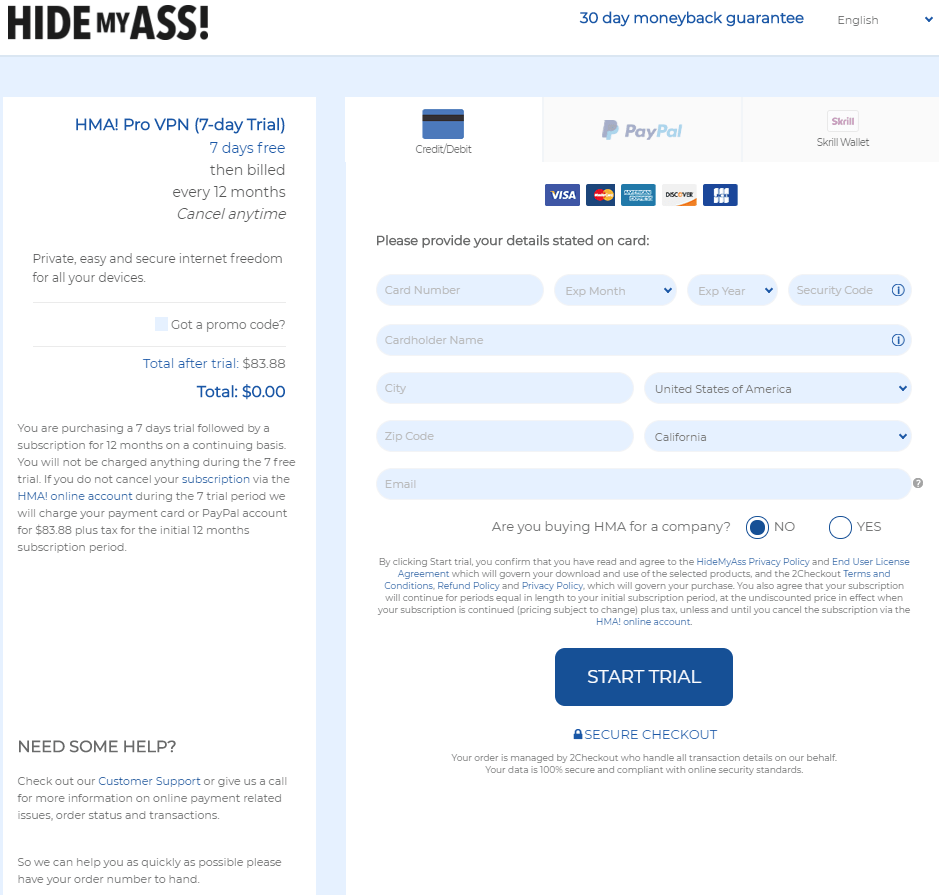 HIDE MY ASS!
30 day moneyback guarantee
English
HMA! Pro VPN (7-day Trial)
7 days free
then billed
every 12 months
Cancel anytime
Private, easy and secure internet freedom
for all your devices.
Got a promo code?
Total after trial: $83.88
Total: $0.00
You are purchasing a 7 days trial followed by a
subscription for 12 months on a continuing basis.
You will not be charged anything during the 7 free
trial. If you do not cancel your subscription via the
HMA! online account during the 7 trial period we
will charge your payment card or PayPal account
for $83.88 plus tax for the initial 12 months
subscription period.
NEED SOME HELP?
Check out our Customer Support or give us a call
for more information on online payment related
issues, order status and transactions.
So we can help you as quickly as possible please
have your order number to hand.
Credit/Debit
PayPal
Skrill
Skrill Wallet
VISA
MasterCard
AMERICAN EXPRESS
DISCOVER
JCB
Please provide your details stated on card:
Card Number
Exp Month
Exp Year
Security Code
Cardholder Name
City
United States of America
Zip Code
California
Email
?
Are you buying HMA for a company?
NO
YES
By clicking Start trial, you confirm that you have read and agree to the HideMyAss Privacy Policy and End User License
Agreement which will govern your download and use of the selected products, and the 2Checkout Terms and
Conditions, Refund Policy and Privacy Policy, which will govern your purchase. You also agree that your subscription
will continue for periods equal in length to your initial subscription period, at the undiscounted price in effect when
your subscription is continued (pricing subject to change) plus tax, unless and until you cancel the subscription via the
HMA! online account.
START TRIAL
SECURE CHECKOUT
Your order is managed by 2Checkout who handle all transaction details on our behalf.
Your data is 100% secure and compliant with online security standards.